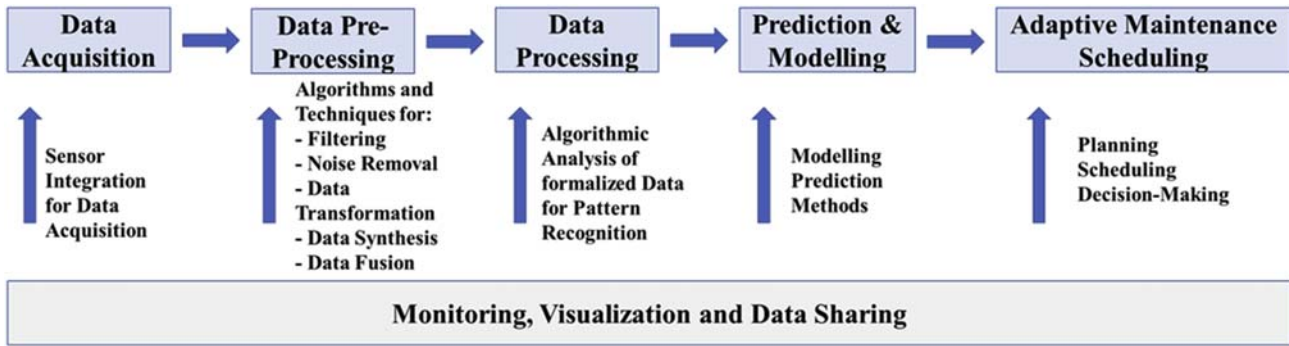 Data
Acquisition
Data Pre-
Processing
Data
Processing
Prediction &
Modelling
Adaptive Maintenance
Scheduling
Sensor
Integration
for Data
Acquisition
Algorithms and
Techniques for:
- Filtering
- Noise Removal
- Data
Transformation
- Data Synthesis
- Data Fusion
Algorithmic
Analysis of
formalized Data
for Pattern
Recognition
Modelling
Prediction
Methods
Planning
Scheduling
Decision-Making
Monitoring, Visualization and Data Sharing